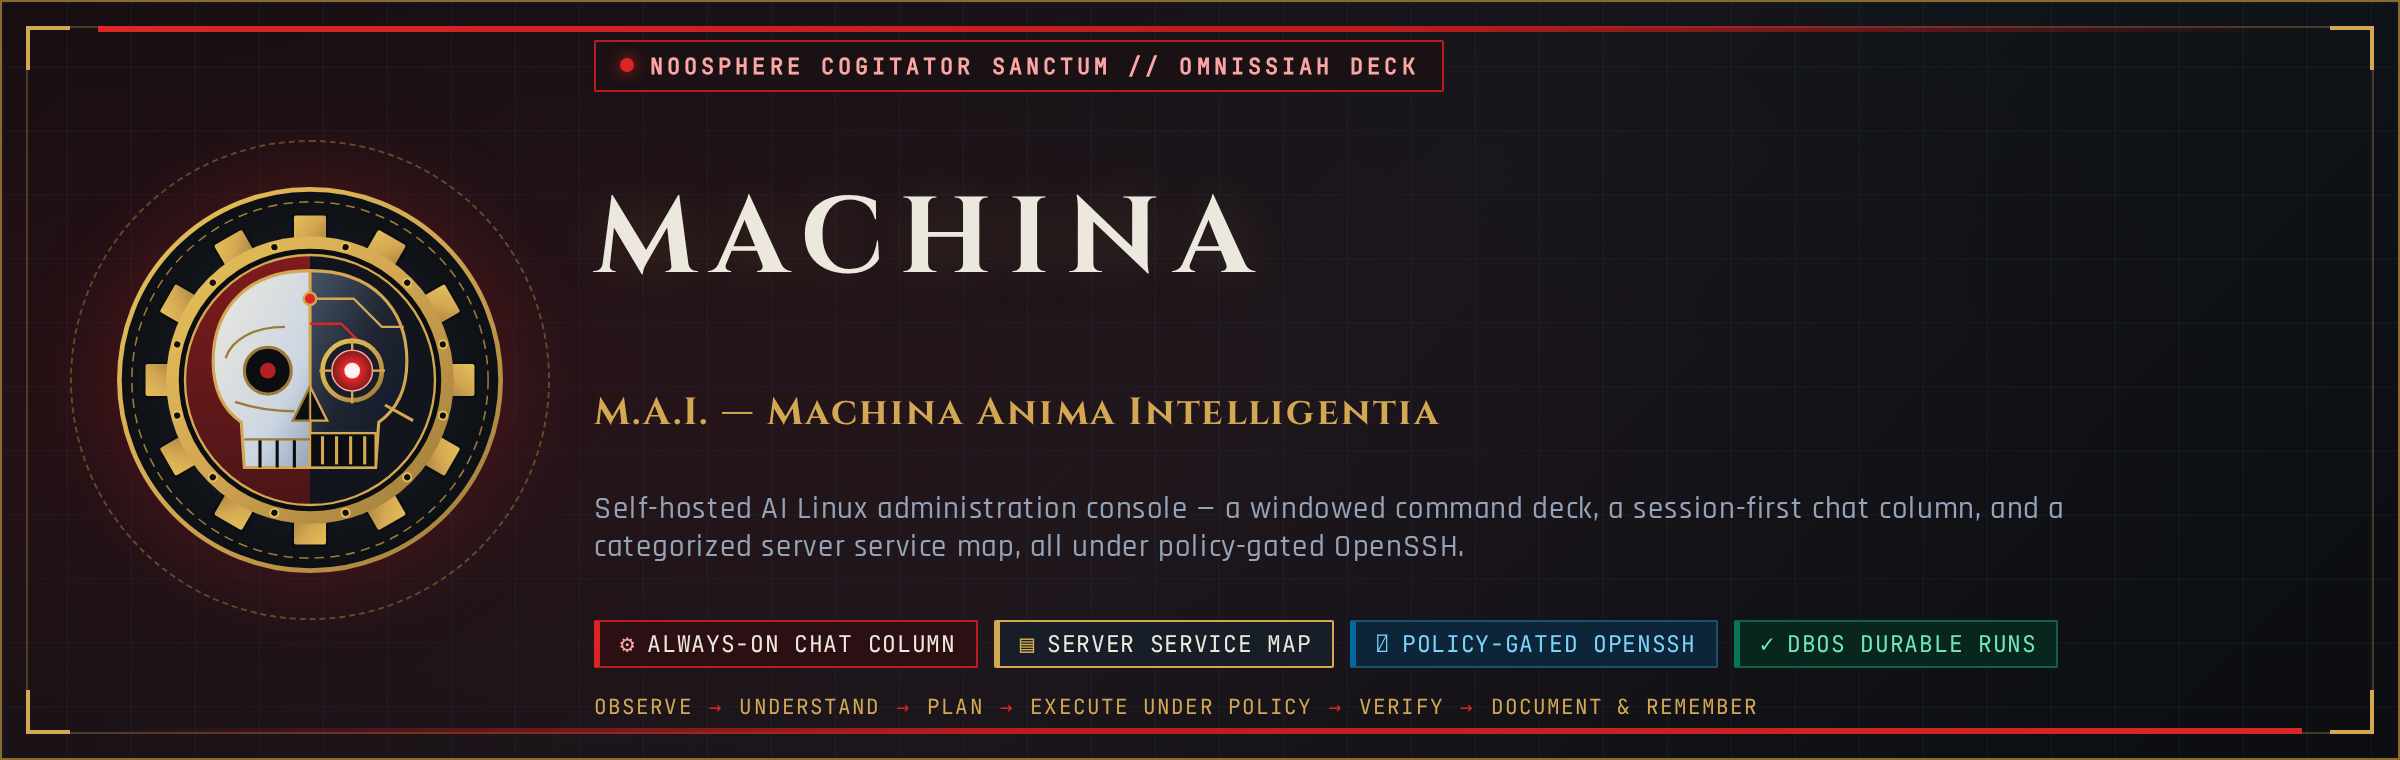 NOOSPHERE COGITATOR SANCTUM // OMNISSIAH DECK
MACHINA
M.A.I. — Machina Anima Intelligentia
Self-hosted AI Linux administration console — a windowed command deck, a session-first chat column, and a
categorized server service map, all under policy-gated OpenSSH.
⚙ ALWAYS-ON CHAT COLUMN ▤ SERVER SERVICE MAP POLICY-GATED OPENSSH ✓ DBOS DURABLE RUNS
OBSERVE → UNDERSTAND → PLAN → EXECUTE UNDER POLICY → VERIFY → DOCUMENT & REMEMBER